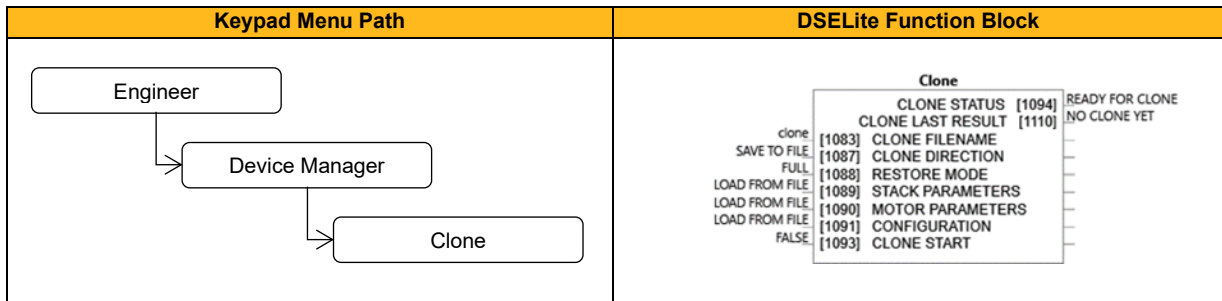 Keypad Menu Path
DSELite Function Block
Engineer
Device Manager
Clone
Clone
CLONE STATUS [1094] READY FOR CLONE
CLONE LAST RESULT [1110] NO CLONE YET
clone [1083] CLONE FILENAME
SAVE TO FILE [1087] CLONE DIRECTION
FULL [1088] RESTORE MODE
LOAD FROM FILE [1089] STACK PARAMETERS
LOAD FROM FILE [1090] MOTOR PARAMETERS
LOAD FROM FILE [1091] CONFIGURATION
FALSE [1093] CLONE START